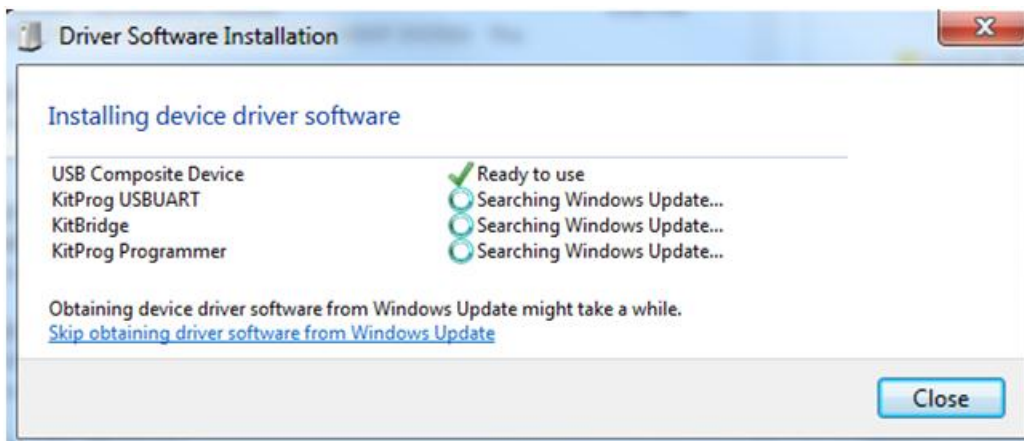 Driver Software Installation
Installing device driver software
USB Composite Device Ready to use
KitProg USBUART Searching Windows Update...
KitBridge Searching Windows Update...
KitProg Programmer Searching Windows Update...
Obtaining device driver software from Windows Update might take a while.
Skip obtaining driver software from Windows Update
Close